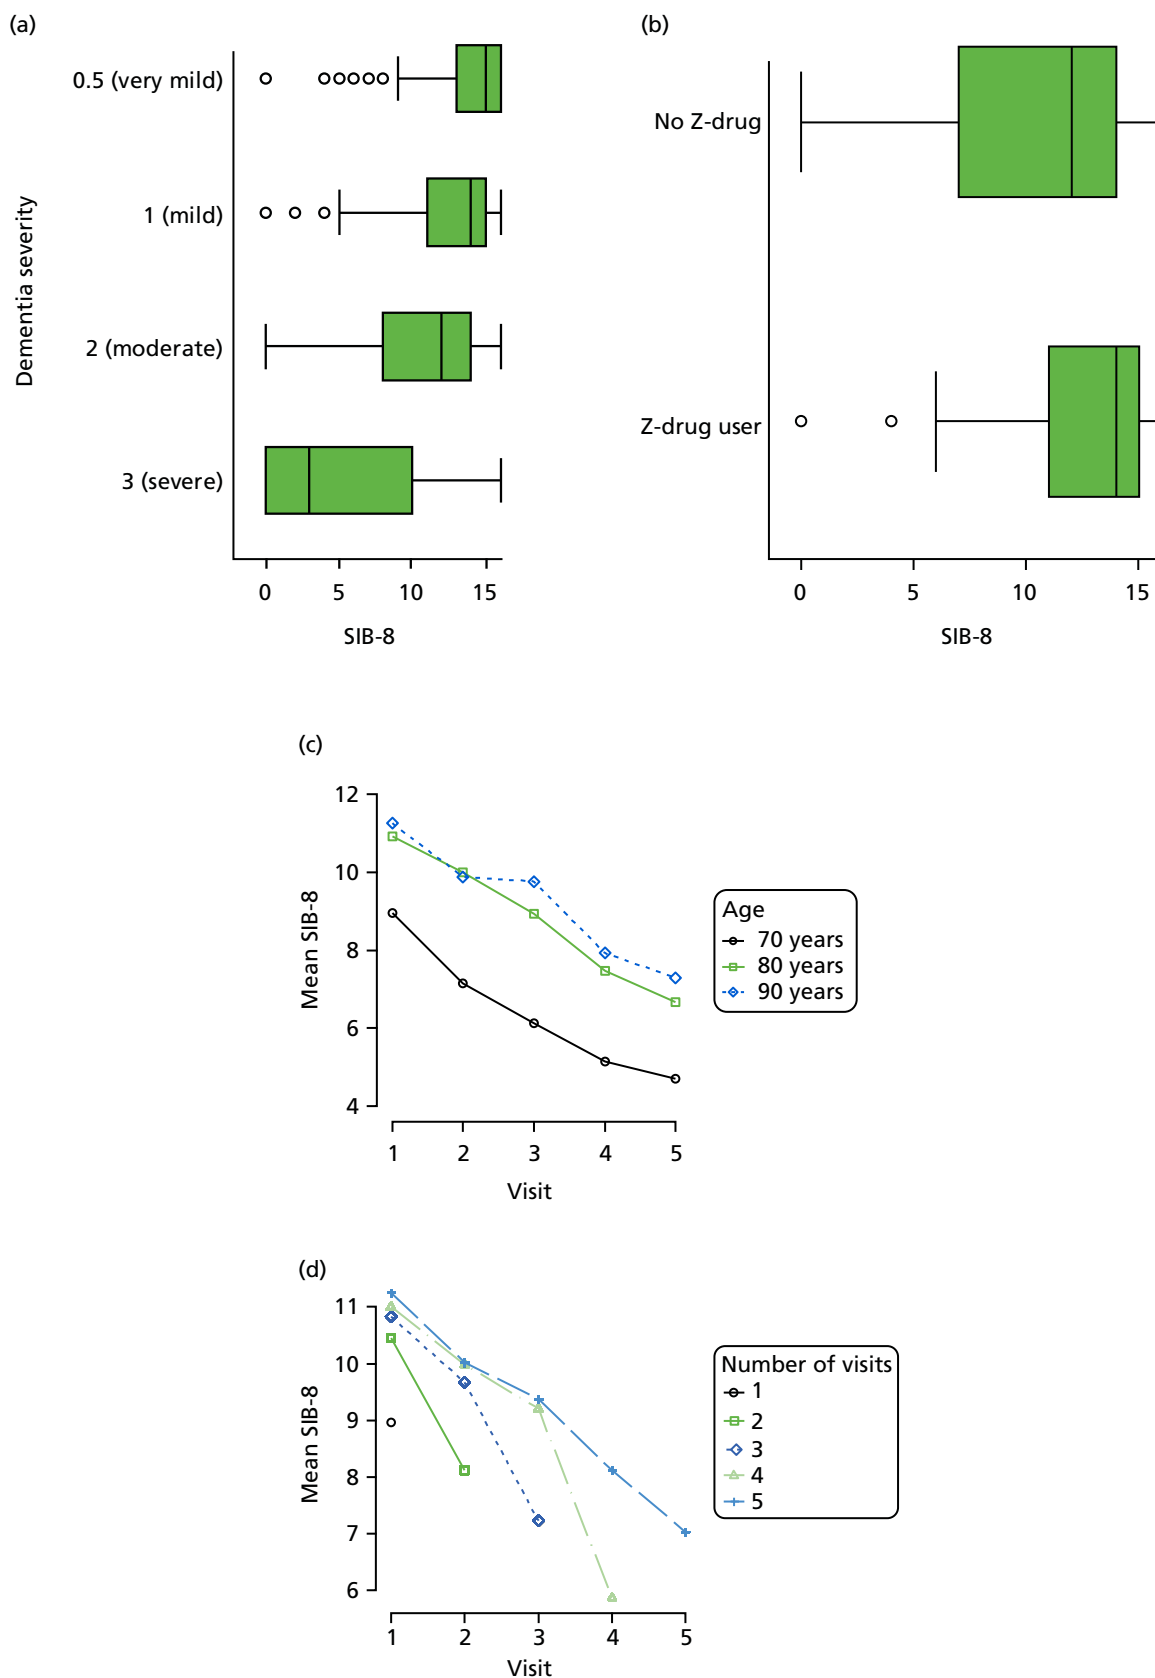 (a)
0.5 (very mild)
1 (mild)
2 (moderate)
3 (severe)
Dementia severity
0 5 10 15
SIB-8
(b)
No Z-drug
Z-drug user
0 5 10 15
SIB-8
(c)
12
10
8
6
4
Mean SIB-8
1 2 3 4 5
Visit
Age
70 years
80 years
90 years
(d)
11
10
9
8
7
6
Mean SIB-8
1 2 3 4 5
Visit
Number of visits
1
2
3
4
5